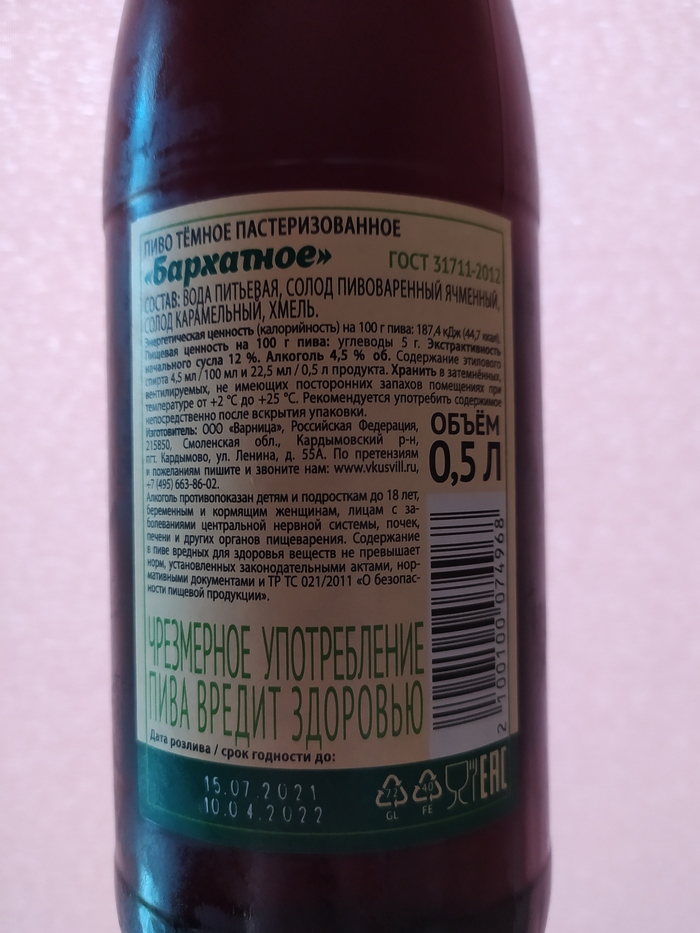 ПИВО ТЁМНОЕ ПАСТЕРИЗОВАННОЕ
«Бархатное»
ГОСТ 31711-2012
СОСТАВ: ВОДА ПИТЬЕВАЯ, СОЛОД ПИВОВАРЕННЫЙ ЯЧМЕННЫЙ,
СОЛОД КАРАМЕЛЬНЫЙ, ХМЕЛЬ.
Энергетическая ценность (калорийность) на 100 г пива: 187,4 кДж (44,7 ккал).
Пищевая ценность на 100 г пива: углеводы 5 г. Экстрактивность
начального сусла 12 %. Алкоголь 4,5 % об. Содержание этилового
спирта 4,5 мл/100 мл и 22,5 мл/0,5 л продукта. Хранить в затемнённых,
вентилируемых, не имеющих посторонних запахов помещениях при
температуре от +2 °С до +25 °С. Рекомендуется употребить содержимое
непосредственно после вскрытия упаковки.
Изготовитель: ООО «Варница», Российская Федерация,
215850, Смоленская обл., Кардымовский р-н,
пгт. Кардымово, ул. Ленина, д. 55А. По претензиям
и пожеланиям пишите и звоните нам: www.vkusvill.ru,
+7 (495) 663-86-02.
ОБЪЁМ
0,5 Л
Алкоголь противопоказан детям и подросткам до 18 лет,
беременным и кормящим женщинам, лицам с за-
болеваниями центральной нервной системы, почек,
печени и других органов пищеварения. Содержание
в пиве вредных для здоровья веществ не превышает
норм, установленных законодательными актами, нор-
мативными документами и ТР ТС 021/2011 «О безопас-
ности пищевой продукции».
2 100100 074968
ЧРЕЗМЕРНОЕ УПОТРЕБЛЕНИЕ
ПИВА ВРЕДИТ ЗДОРОВЬЮ
Дата розлива / срок годности до:
15.07.2021
10.04.2022
72
GL
40
FE
EAC